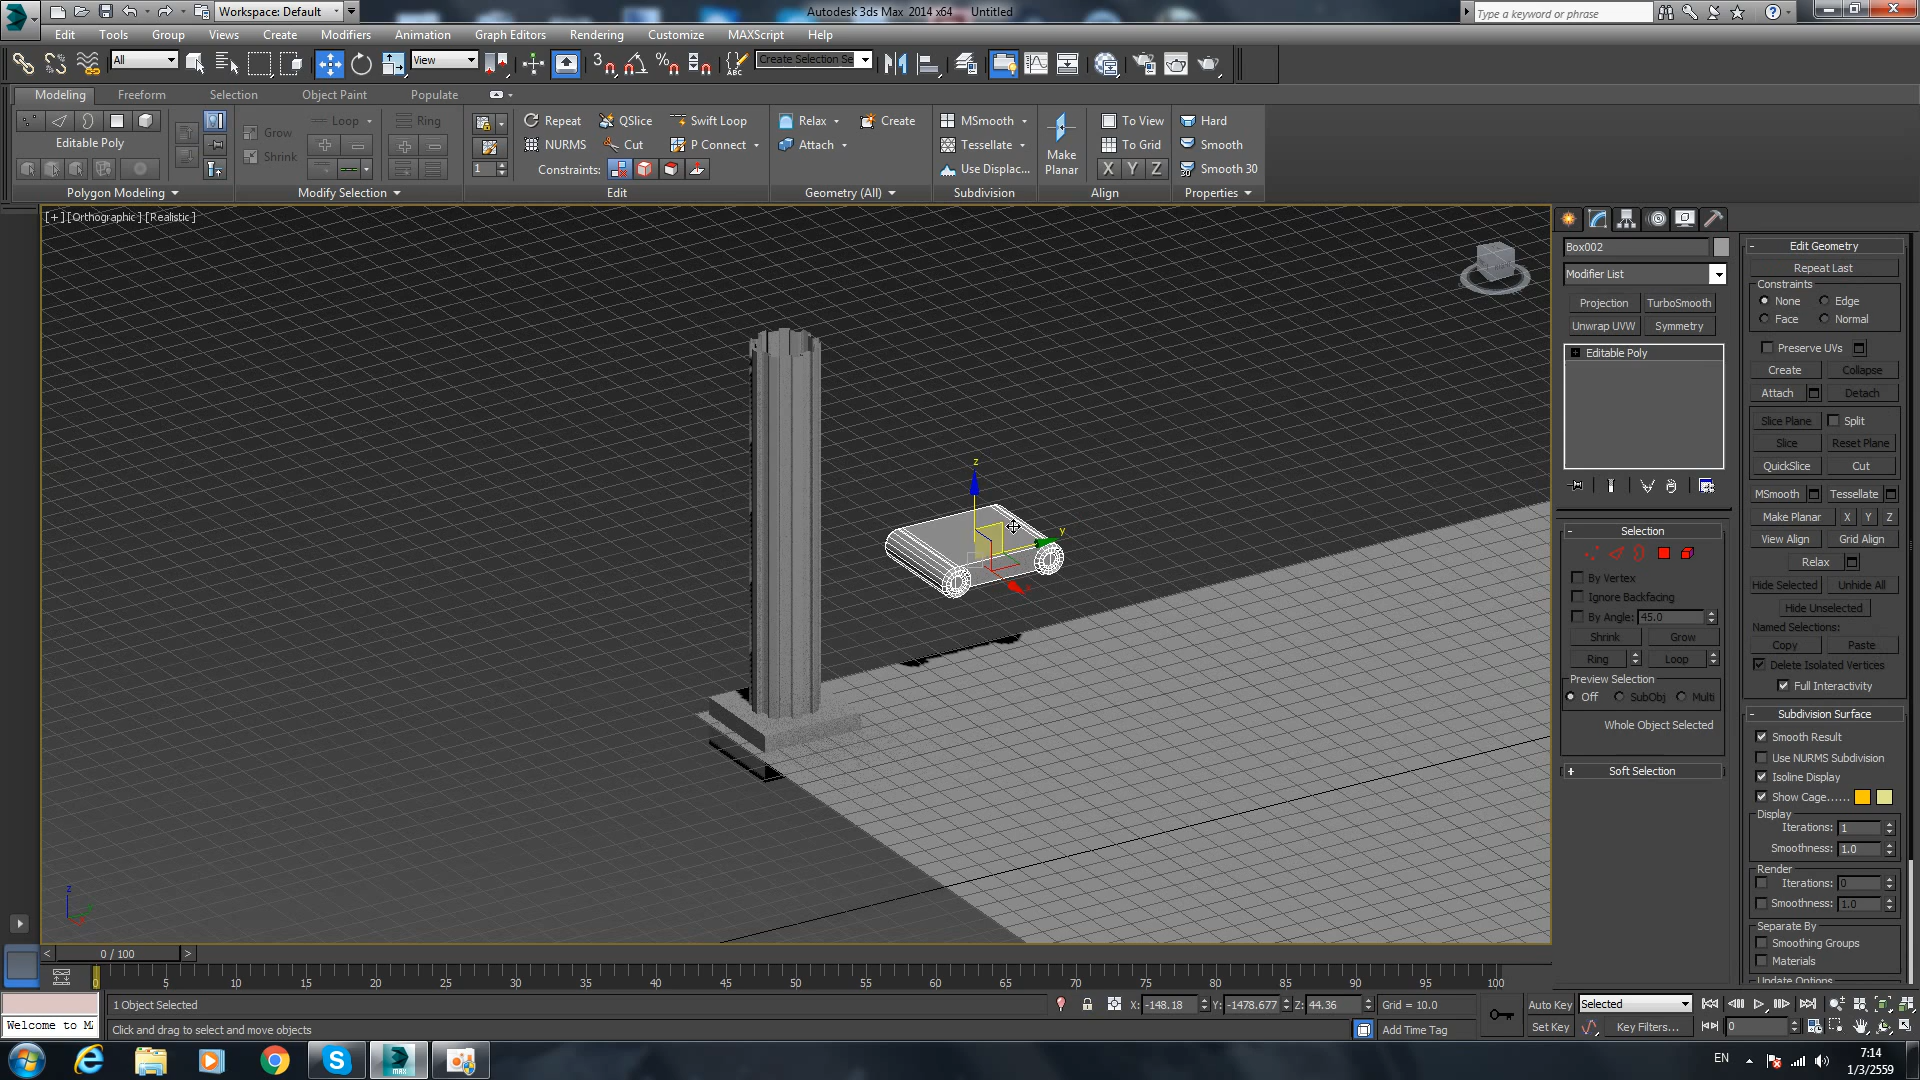 Workspace: Default
Autodesk 3ds Max 2014 x64 Untitled
Type a keyword or phrase
Edit Tools Group Views Create Modifiers Animation Graph Editors Rendering Customize MAXScript Help
All View Create Selection Se
Modeling Freeform Selection Object Paint Populate
Editable Poly
Grow
Shrink
Loop Ring
1
Repeat QSlice Swift Loop
NURMS Cut P Connect
Constraints:
Relax Create
Attach
MSmooth
Tessellate
Use Displac...
Make
Planar
To View
To Grid
X Y Z
Hard
Smooth
Smooth 30
Polygon Modeling Modify Selection Edit Geometry (All) Subdivision Align Properties
[+] [Orthographic] [Realistic]
z
y
Box002
Modifier List
Projection TurboSmooth
Unwrap UVW Symmetry
Editable Poly
Selection
By Vertex
Ignore Backfacing
By Angle: 45.0
Shrink Grow
Ring Loop
Preview Selection
Off SubObj Multi
Whole Object Selected
Soft Selection
Edit Geometry
Repeat Last
Constraints
None Edge
Face Normal
Preserve UVs
Create Collapse
Attach Detach
Slice Plane Split
Slice Reset Plane
QuickSlice Cut
MSmooth Tessellate
Make Planar X Y Z
View Align Grid Align
Relax
Hide Selected Unhide All
Hide Unselected
Named Selections:
Copy Paste
Delete Isolated Vertices
Full Interactivity
Subdivision Surface
Smooth Result
Use NURMS Subdivision
Isoline Display
Show Cage......
Display
Iterations: 1
Smoothness: 1.0
Render
Iterations: 0
Smoothness: 1.0
Separate By
Smoothing Groups
Materials
Update Options
z
0 / 100
0 5 10 15 20 25 30 35 40 45 50 55 60 65 70 75 80 85 90 95 100
1 Object Selected
X: -148.18 Y: -1478.677 Z: 44.36 Grid = 10.0
Auto Key Selected
Welcome to M
Click and drag to select and move objects
Add Time Tag
Set Key Key Filters... 0
EN
7:14
1/3/2559